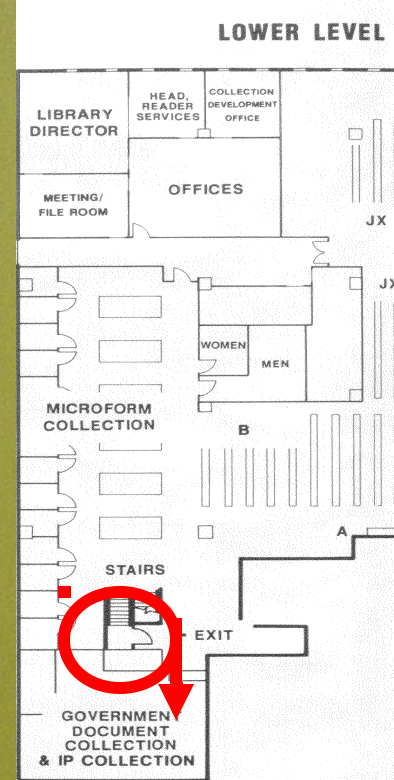 LOWER LEVEL
LIBRARY
DIRECTOR
HEAD,
READER
SERVICES
COLLECTION
DEVELOPMENT
OFFICE
MEETING/
FILE ROOM
OFFICES
JX
JX
WOMEN
MEN
MICROFORM
COLLECTION
B
A
STAIRS
EXIT
GOVERNMENT
DOCUMENT
COLLECTION
& IP COLLECTION